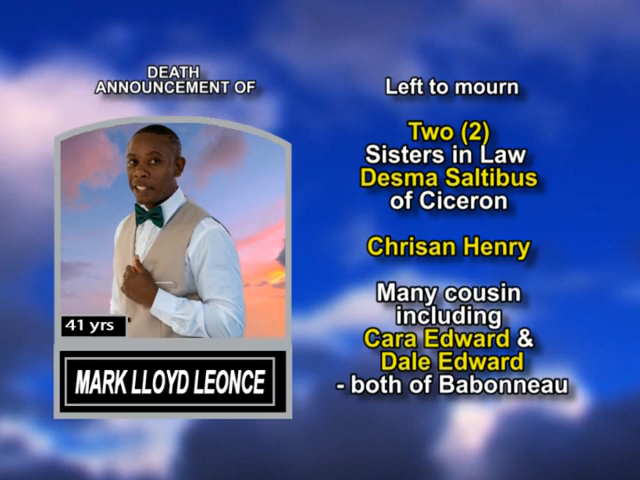 DEATH
ANNOUNCEMENT OF
41 yrs
MARK LLOYD LEONCE
Left to mourn
Two (2)
Sisters in Law
Desma Saltibus
of Ciceron
Chrisan Henry
Many cousin
including
Cara Edward &
Dale Edward
- both of Babonneau